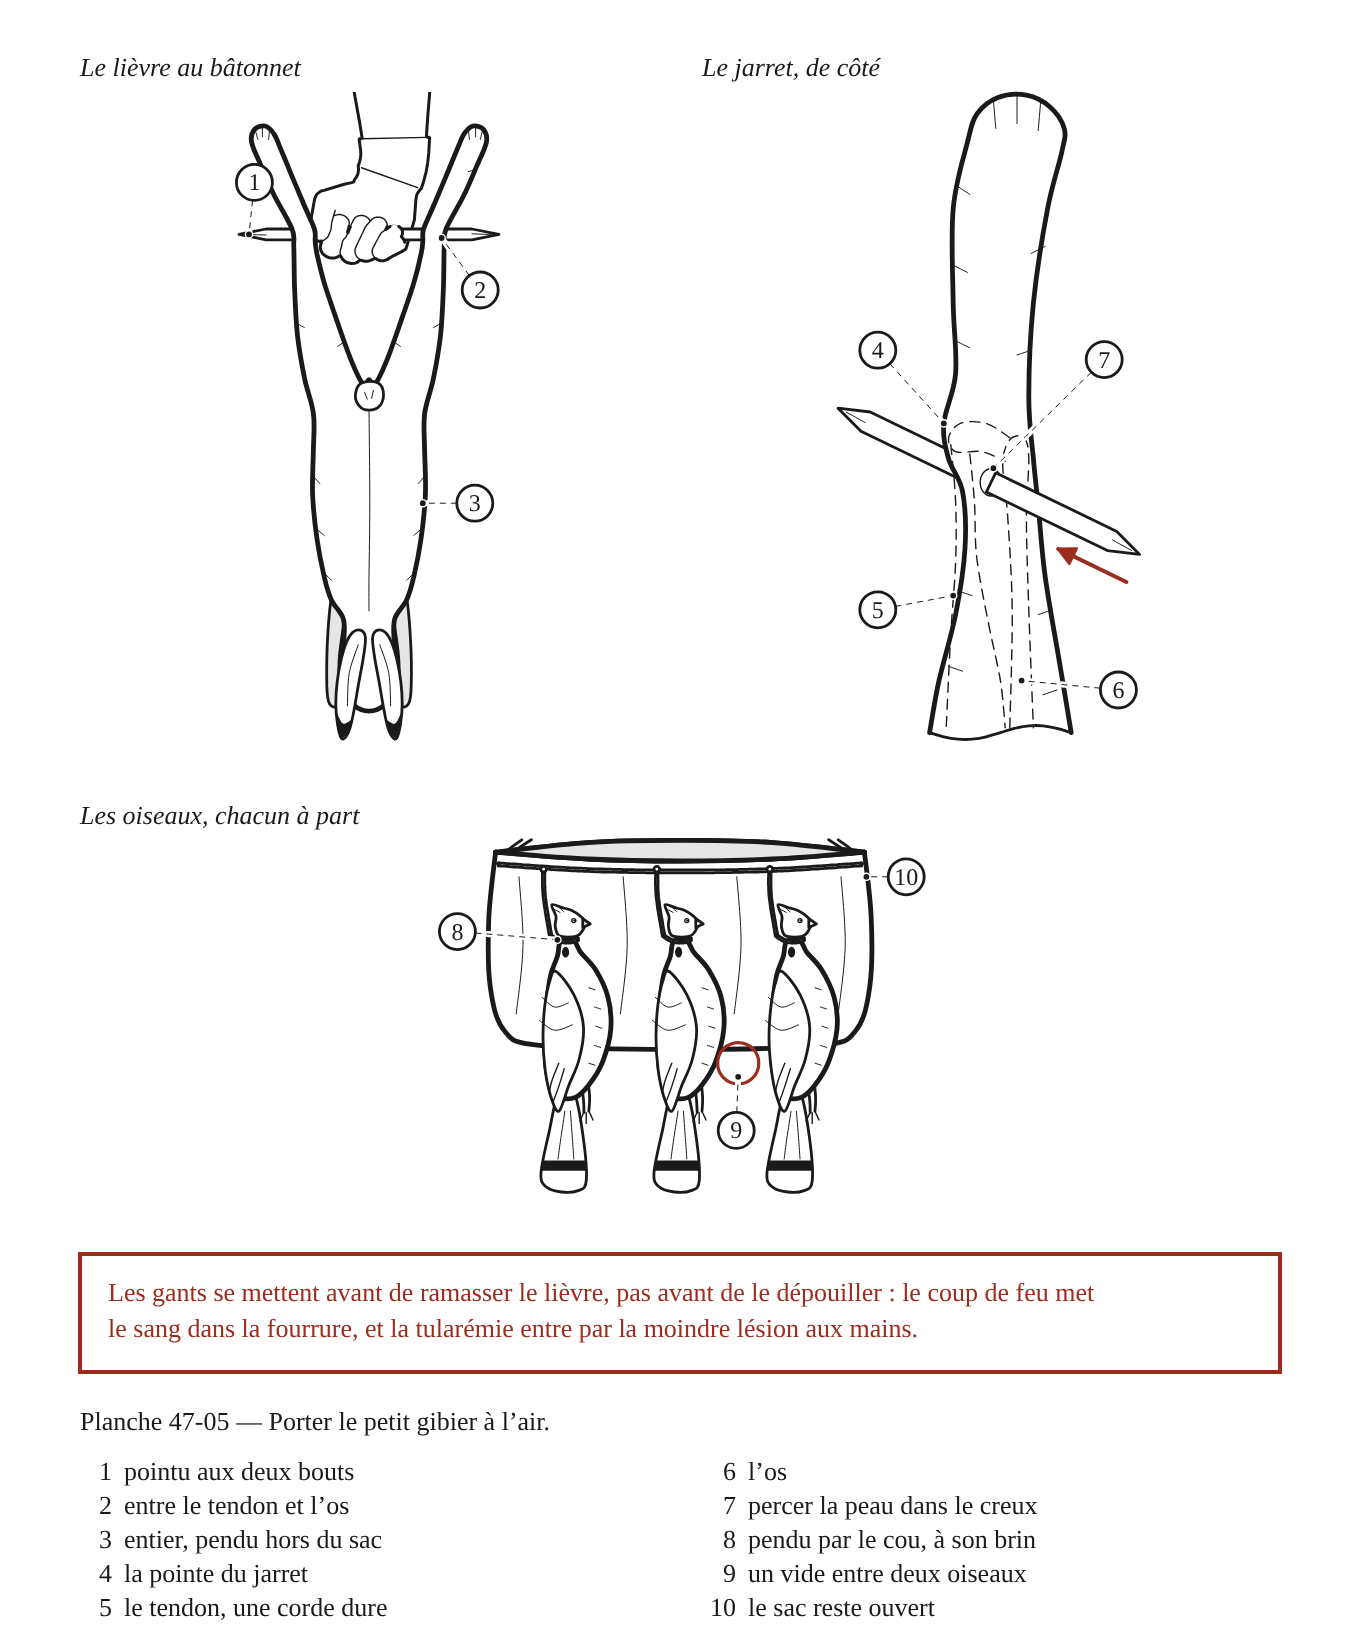 Le lièvre au bâtonnet
Le jarret, de côté
1
2
3
4
7
5
6
Les oiseaux, chacun à part
10
8
9
Les gants se mettent avant de ramasser le lièvre, pas avant de le dépouiller : le coup de feu met
le sang dans la fourrure, et la tularémie entre par la moindre lésion aux mains.
Planche 47-05 — Porter le petit gibier à l’air.
1 pointu aux deux bouts
2 entre le tendon et l’os
3 entier, pendu hors du sac
4 la pointe du jarret
5 le tendon, une corde dure
6 l’os
7 percer la peau dans le creux
8 pendu par le cou, à son brin
9 un vide entre deux oiseaux
10 le sac reste ouvert